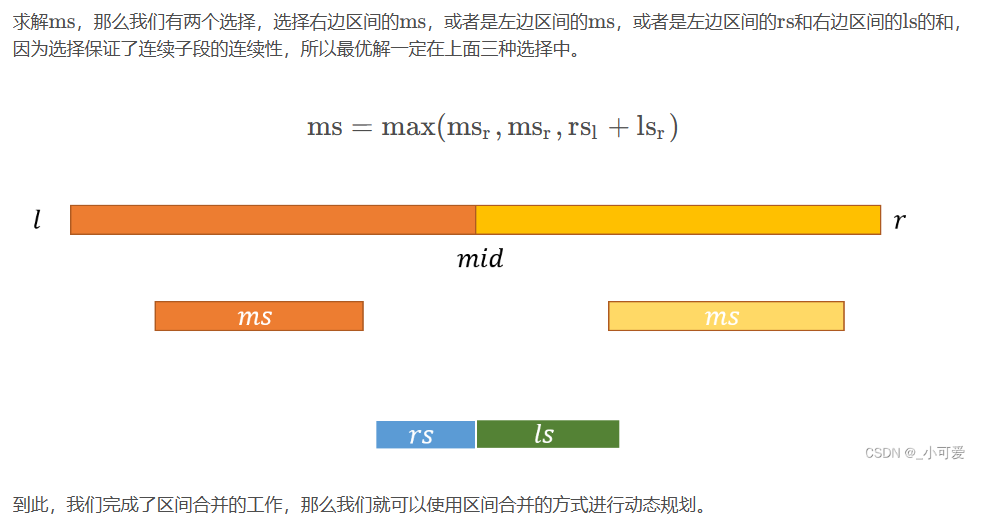 求解ms，那么我们有两个选择，选择右边区间的ms，或者是左边区间的ms，或者是左边区间的rs和右边区间的ls的和，
因为选择保证了连续子段的连续性，所以最优解一定在上面三种选择中。
ms = max(msᵣ, msᵣ, rsₗ + lsᵣ)
l r
mid
ms ms
rs ls
CSDN @_小可爱
到此，我们完成了区间合并的工作，那么我们就可以使用区间合并的方式进行动态规划。